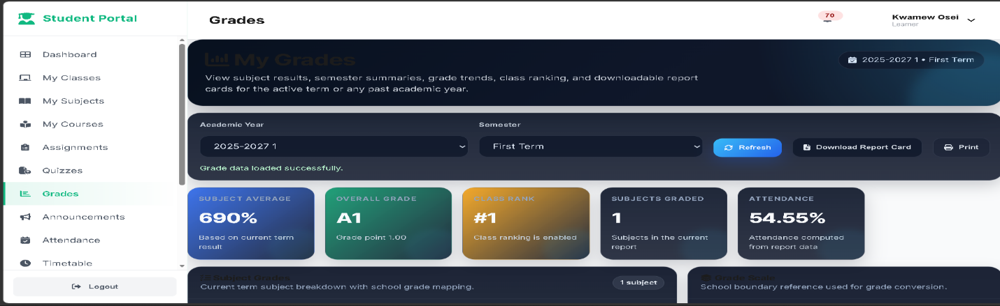 Student Portal
Grades
70
Kwamew Osei
Learner
Dashboard
My Classes
My Subjects
My Courses
Assignments
Quizzes
Grades
Announcements
Attendance
Timetable
Logout
My Grades
View subject results, semester summaries, grade trends, class ranking, and downloadable report
cards for the active term or any past academic year.
2025-2027 1 • First Term
Academic Year
Semester
2025-2027 1
First Term
Refresh
Download Report Card
Print
Grade data loaded successfully.
SUBJECT AVERAGE
690%
Based on current term
result
OVERALL GRADE
A1
Grade point 1.00
CLASS RANK
#1
Class ranking is enabled
SUBJECTS GRADED
1
Subjects in the current
report
ATTENDANCE
54.55%
Attendance computed
from report data
Subject Grades
Current term subject breakdown with school grade mapping.
1 subject
Grade Scale
School boundary reference used for grade conversion.